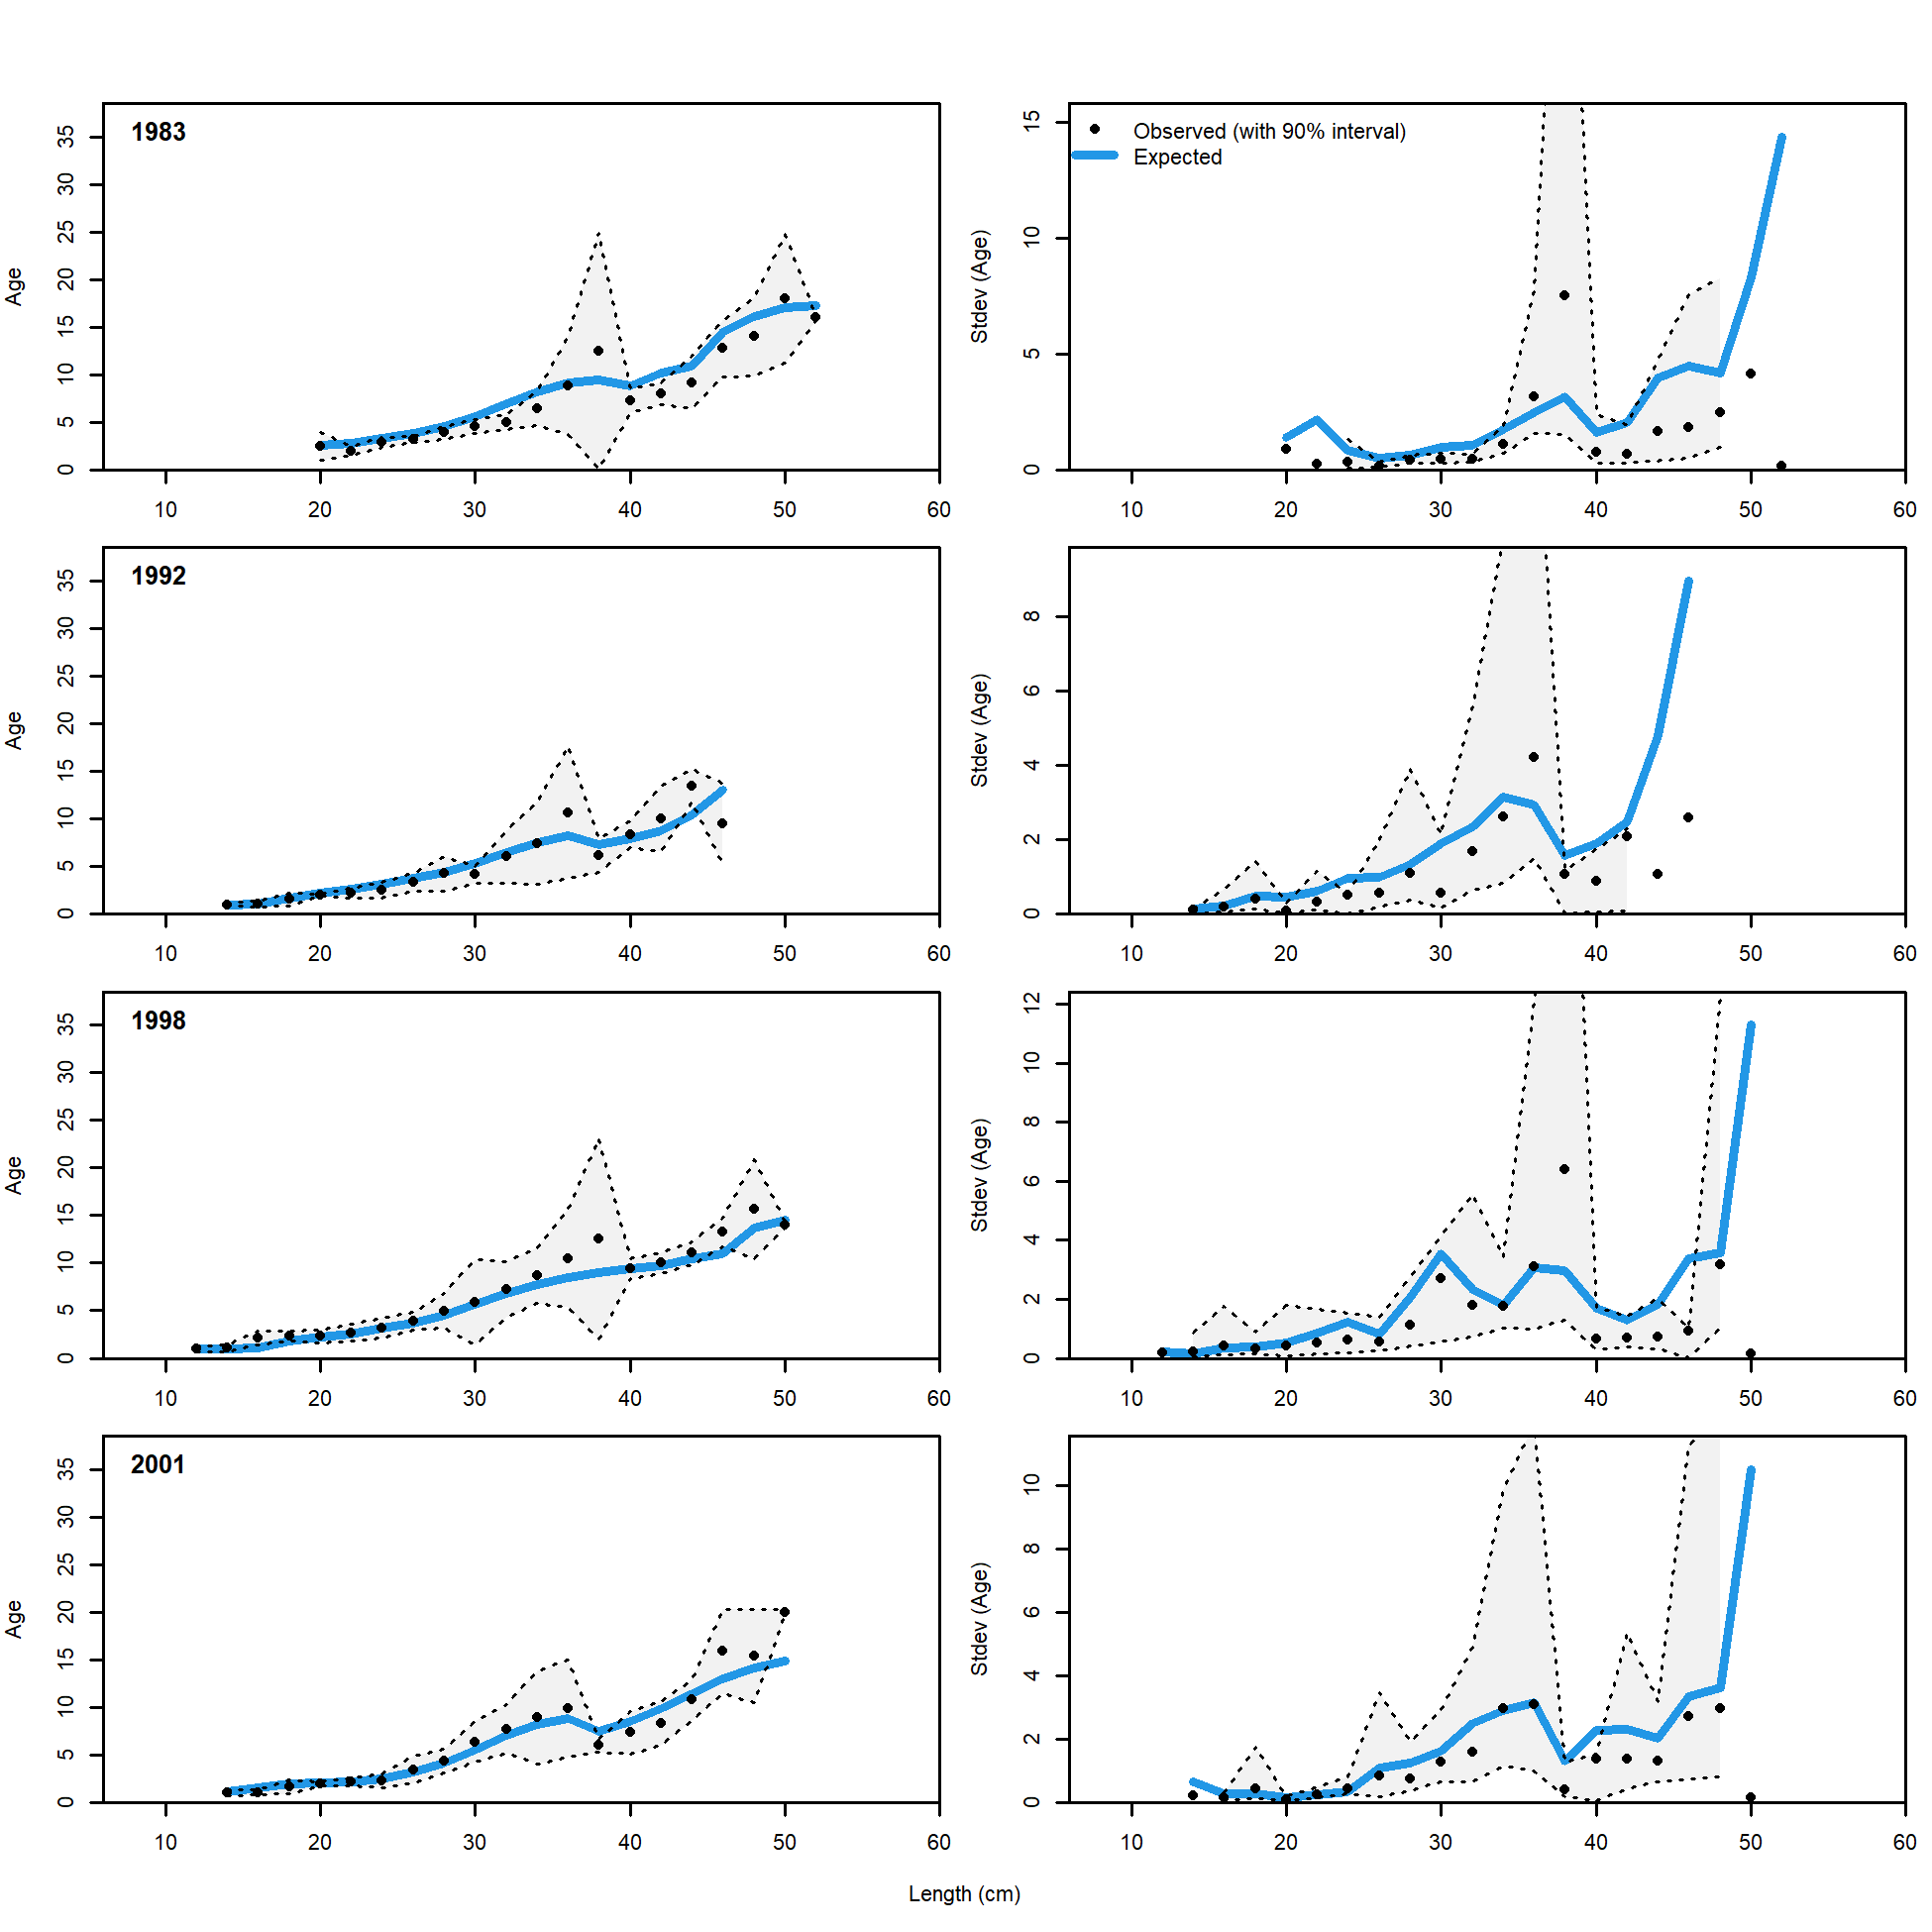 1983
Age
0 5 10 15 20 25 30 35
10 20 30 40 50 60
Observed (with 90% interval)
Expected
Stdev (Age)
0 5 10 15
10 20 30 40 50 60
1992
Age
0 5 10 15 20 25 30 35
10 20 30 40 50 60
Stdev (Age)
0 2 4 6 8
10 20 30 40 50 60
1998
Age
0 5 10 15 20 25 30 35
10 20 30 40 50 60
Stdev (Age)
0 2 4 6 8 10 12
10 20 30 40 50 60
2001
Age
0 5 10 15 20 25 30 35
10 20 30 40 50 60
Stdev (Age)
0 2 4 6 8 10
10 20 30 40 50 60
Length (cm)